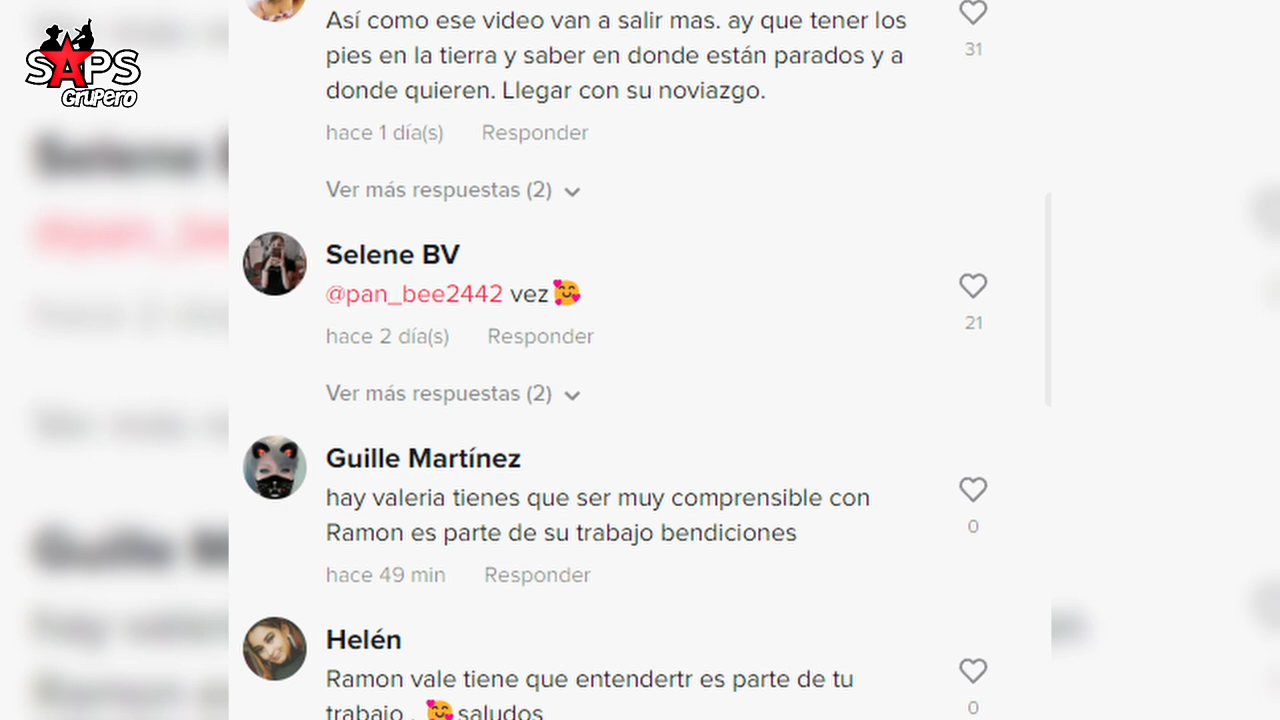 SAPS
GRUPERO
Así como ese video van a salir mas. ay que tener los
pies en la tierra y saber en donde están parados y a
donde quieren. Llegar con su noviazgo.
31
hace 1 día(s) Responder
Ver más respuestas (2)
Selene BV
@pan_bee2442 vez 🥰
21
hace 2 día(s) Responder
Ver más respuestas (2)
Guille Martínez
hay valeria tienes que ser muy comprensible con
Ramon es parte de su trabajo bendiciones
0
hace 49 min Responder
Helén
Ramon vale tiene que entendertr es parte de tu
trabajo . 🥰saludos
0